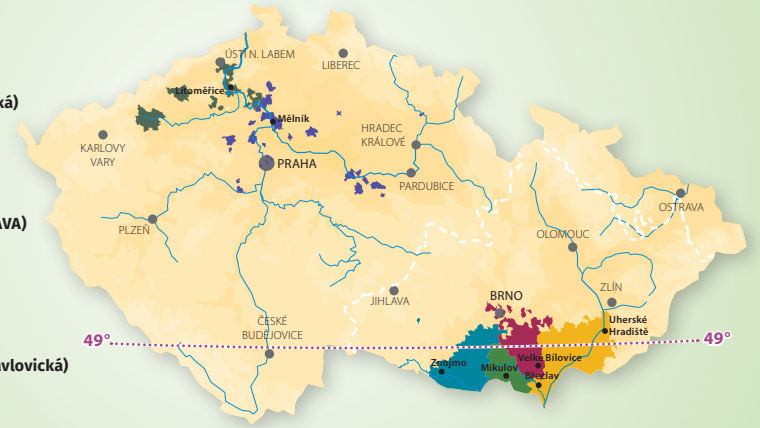 ká)
AVA)
avlovická)
ÚSTÍ N. LABEM
LIBEREC
Litoměřice
Mělník
KARLOVY
VARY
HRADEC
KRÁLOVÉ
PRAHA
PARDUBICE
PLZEŇ
OSTRAVA
OLOMOUC
ZLÍN
JIHLAVA
BRNO
ČESKÉ
BUDĚJOVICE
Uherské
Hradiště
49°
49°
Znojmo
Mikulov
Velké Bílovice
Břeclav